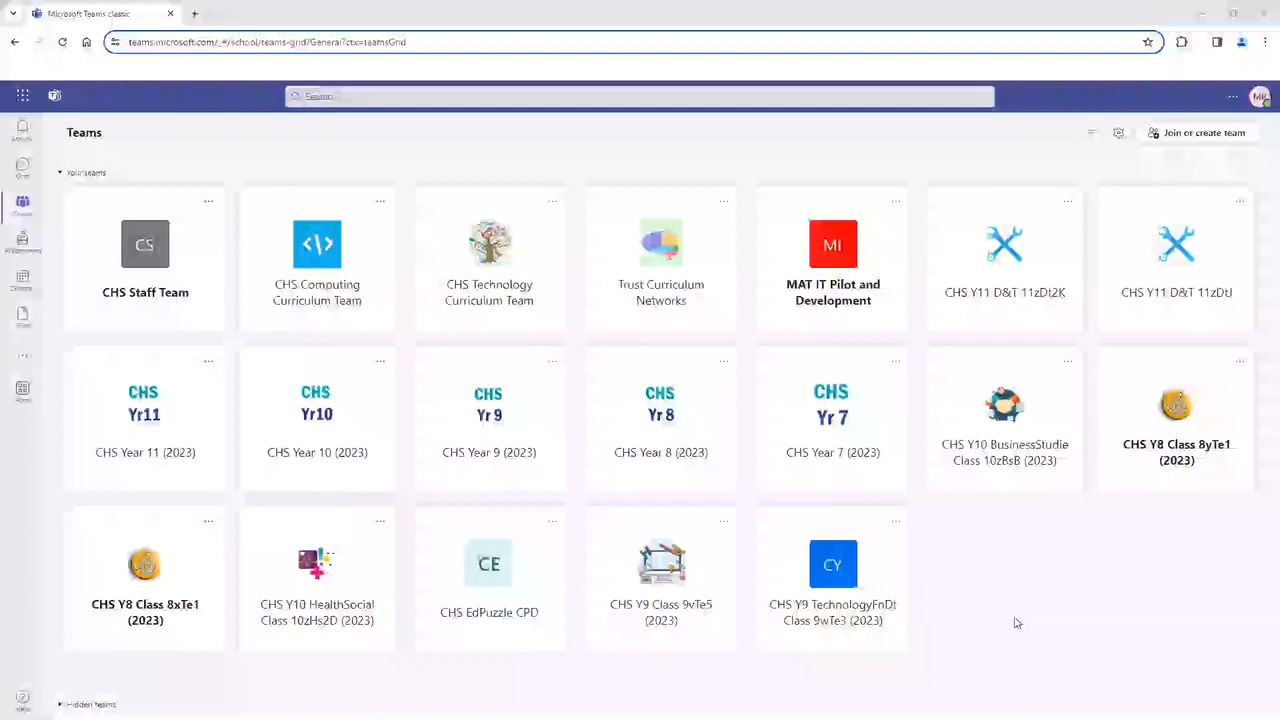 Microsoft Teams classic
teams.microsoft.com/_#/school/teams-grid/General?ctx=teamsGrid
Search
MK
Teams
Join or create team
Your teams
CS
CHS Staff Team
CHS Computing
Curriculum Team
CHS Technology
Curriculum Team
Trust Curriculum
Networks
MI
MAT IT Pilot and
Development
CHS Y11 D&T 11zDt2K
CHS Y11 D&T 11zDtJ
CHS
Yr11
CHS Year 11 (2023)
CHS
Yr10
CHS Year 10 (2023)
CHS
Yr 9
CHS Year 9 (2023)
CHS
Yr 8
CHS Year 8 (2023)
CHS
Yr 7
CHS Year 7 (2023)
CHS Y10 BusinessStudie
Class 10zBsB (2023)
CHS Y8 Class 8yTe1
(2023)
CHS Y8 Class 8xTe1
(2023)
CHS Y10 HealthSocial
Class 10zHs2D (2023)
CE
CHS EdPuzzle CPD
CHS Y9 Class 9vTe5
(2023)
CY
CHS Y9 TechnologyFnDt
Class 9wTe3 (2023)
Hidden teams